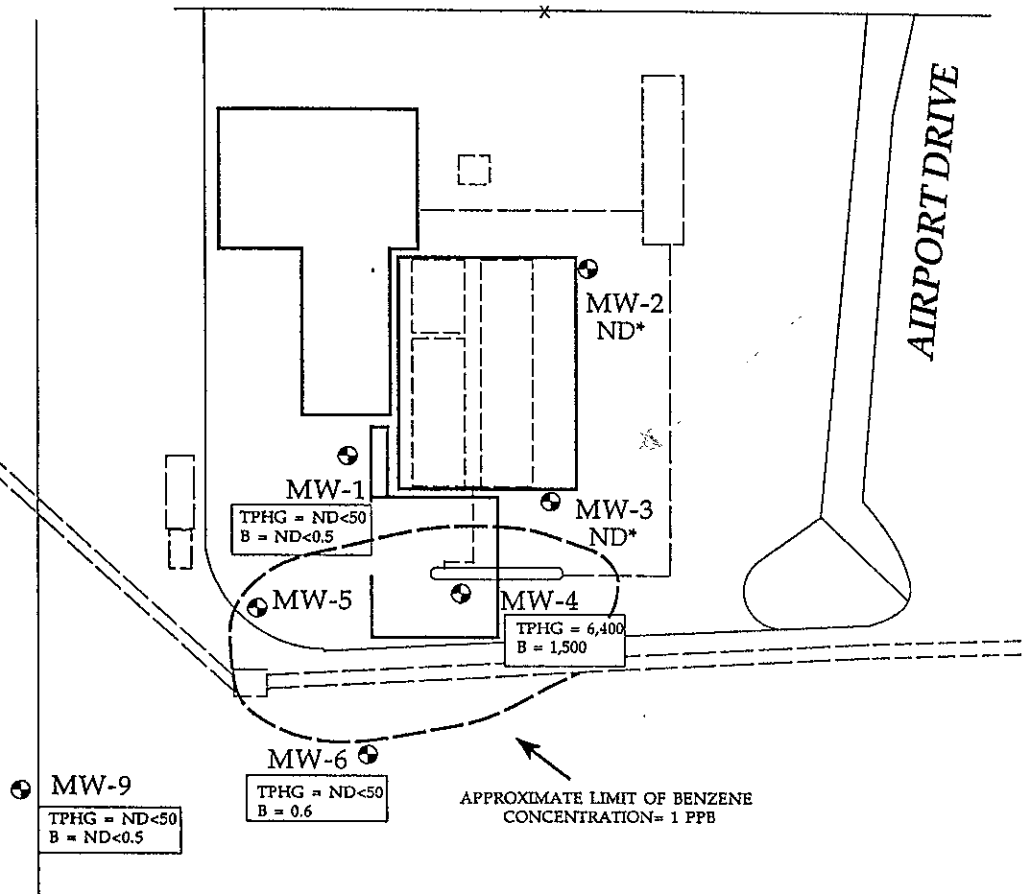 X
AIRPORT DRIVE
MW-2
ND*
MW-1
TPHG = ND<50
B = ND<0.5
MW-3
ND*
MW-5
MW-4
TPHG = 6,400
B = 1,500
MW-6
TPHG = ND<50
B = 0.6
MW-9
TPHG = ND<50
B = ND<0.5
APPROXIMATE LIMIT OF BENZENE
CONCENTRATION= 1 PPB